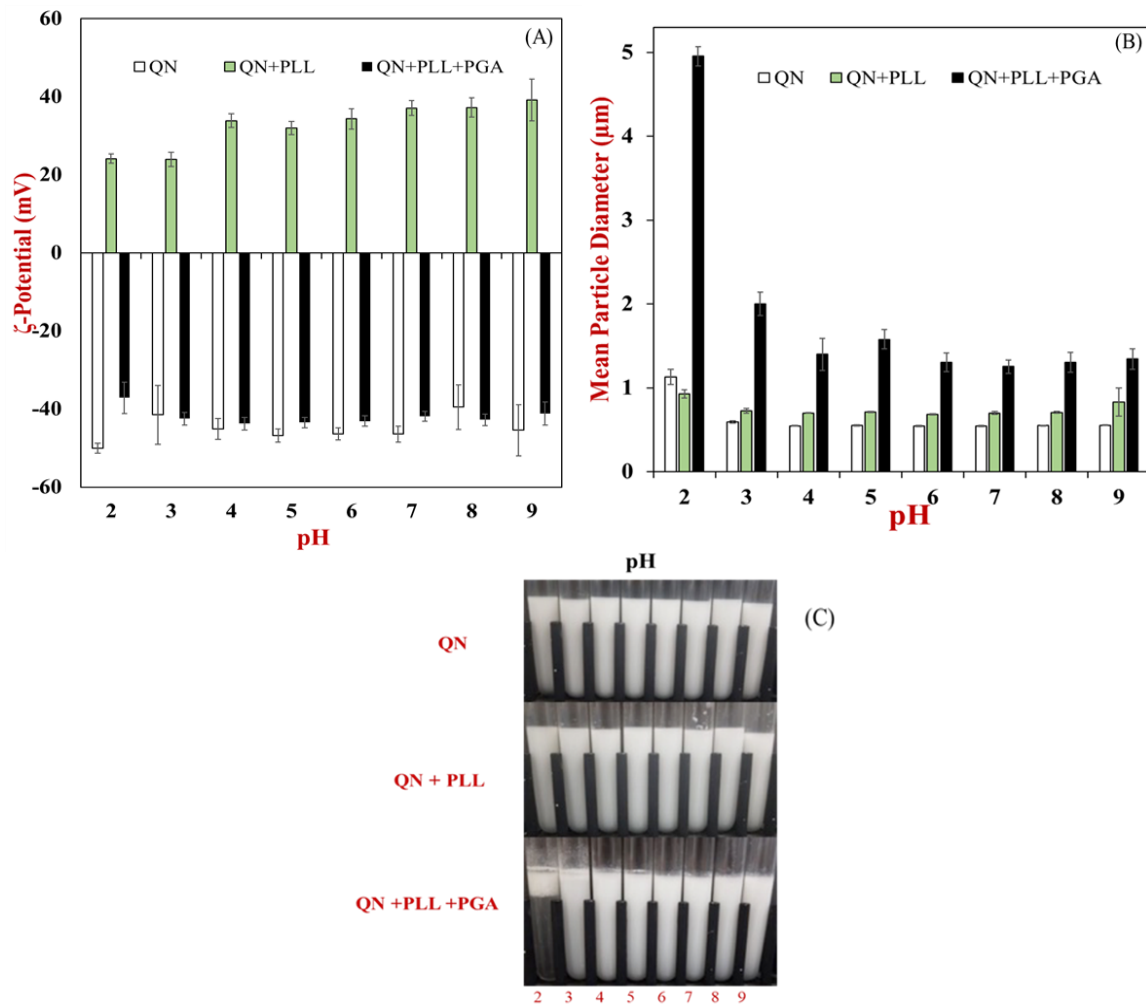 (A)
QN QN+PLL QN+PLL+PGA
60
40
20
0
-20
-40
-60
ζ-Potential (mV)
2 3 4 5 6 7 8 9
pH
(B)
QN QN+PLL QN+PLL+PGA
5
4
3
2
1
0
Mean Particle Diameter (µm)
2 3 4 5 6 7 8 9
pH
pH
(C)
QN
QN + PLL
QN +PLL +PGA
2 3 4 5 6 7 8 9